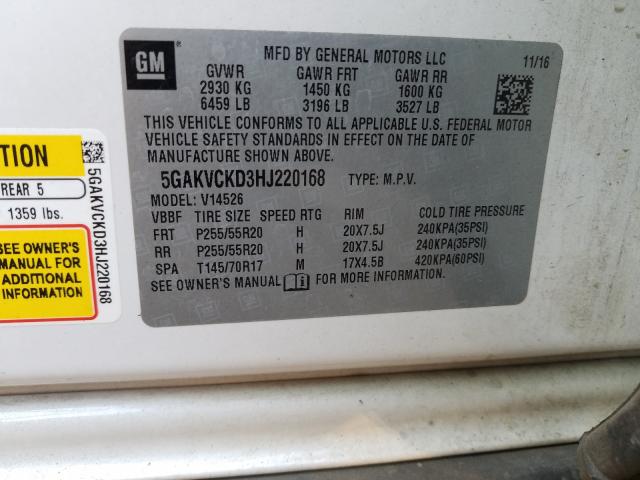 GM
MFD BY GENERAL MOTORS LLC 11/16
GVWR GAWR FRT GAWR RR
2930 KG 1450 KG 1600 KG
6459 LB 3196 LB 3527 LB
THIS VEHICLE CONFORMS TO ALL APPLICABLE U.S. FEDERAL MOTOR
VEHICLE SAFETY STANDARDS IN EFFECT ON THE DATE OF
MANUFACTURE SHOWN ABOVE.
5GAKVCKD3HJ220168 TYPE: M.P.V.
MODEL: V14526
VBBF TIRE SIZE SPEED RTG RIM COLD TIRE PRESSURE
FRT P255/55R20 H 20X7.5J 240KPA(35PSI)
RR P255/55R20 H 20X7.5J 240KPA(35PSI)
SPA T145/70R17 M 17X4.5B 420KPA(60PSI)
SEE OWNER'S MANUAL FOR MORE INFORMATION.
TION
REAR 5
1359 lbs.
SEE OWNER'S
MANUAL FOR
ADDITIONAL
INFORMATION
5GAKVCKD3HJ220168